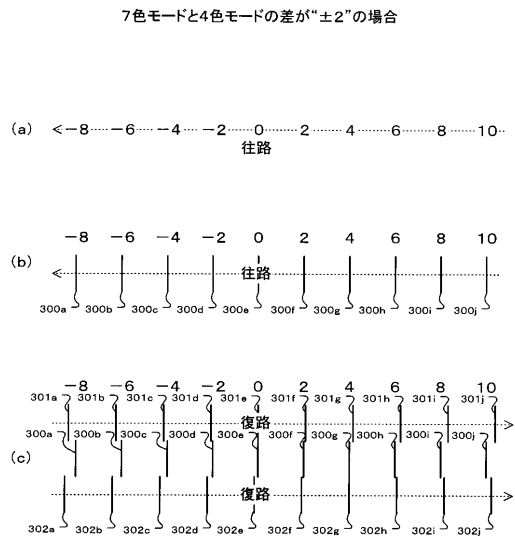 7色モードと4色モードの差が“±2”の場合
(a) −8 −6 −4 −2 0 2 4 6 8 10
往路
−8 −6 −4 −2 0 2 4 6 8 10
(b) 往路
300a 300b 300c 300d 300e 300f 300g 300h 300i 300j
−8 −6 −4 −2 0 2 4 6 8 10
301a 301b 301c 301d 301e 301f 301g 301h 301i 301j
復路
300a 300b 300c 300d 300e 300f 300g 300h 300i 300j
(c)
復路
302a 302b 302c 302d 302e 302f 302g 302h 302i 302j